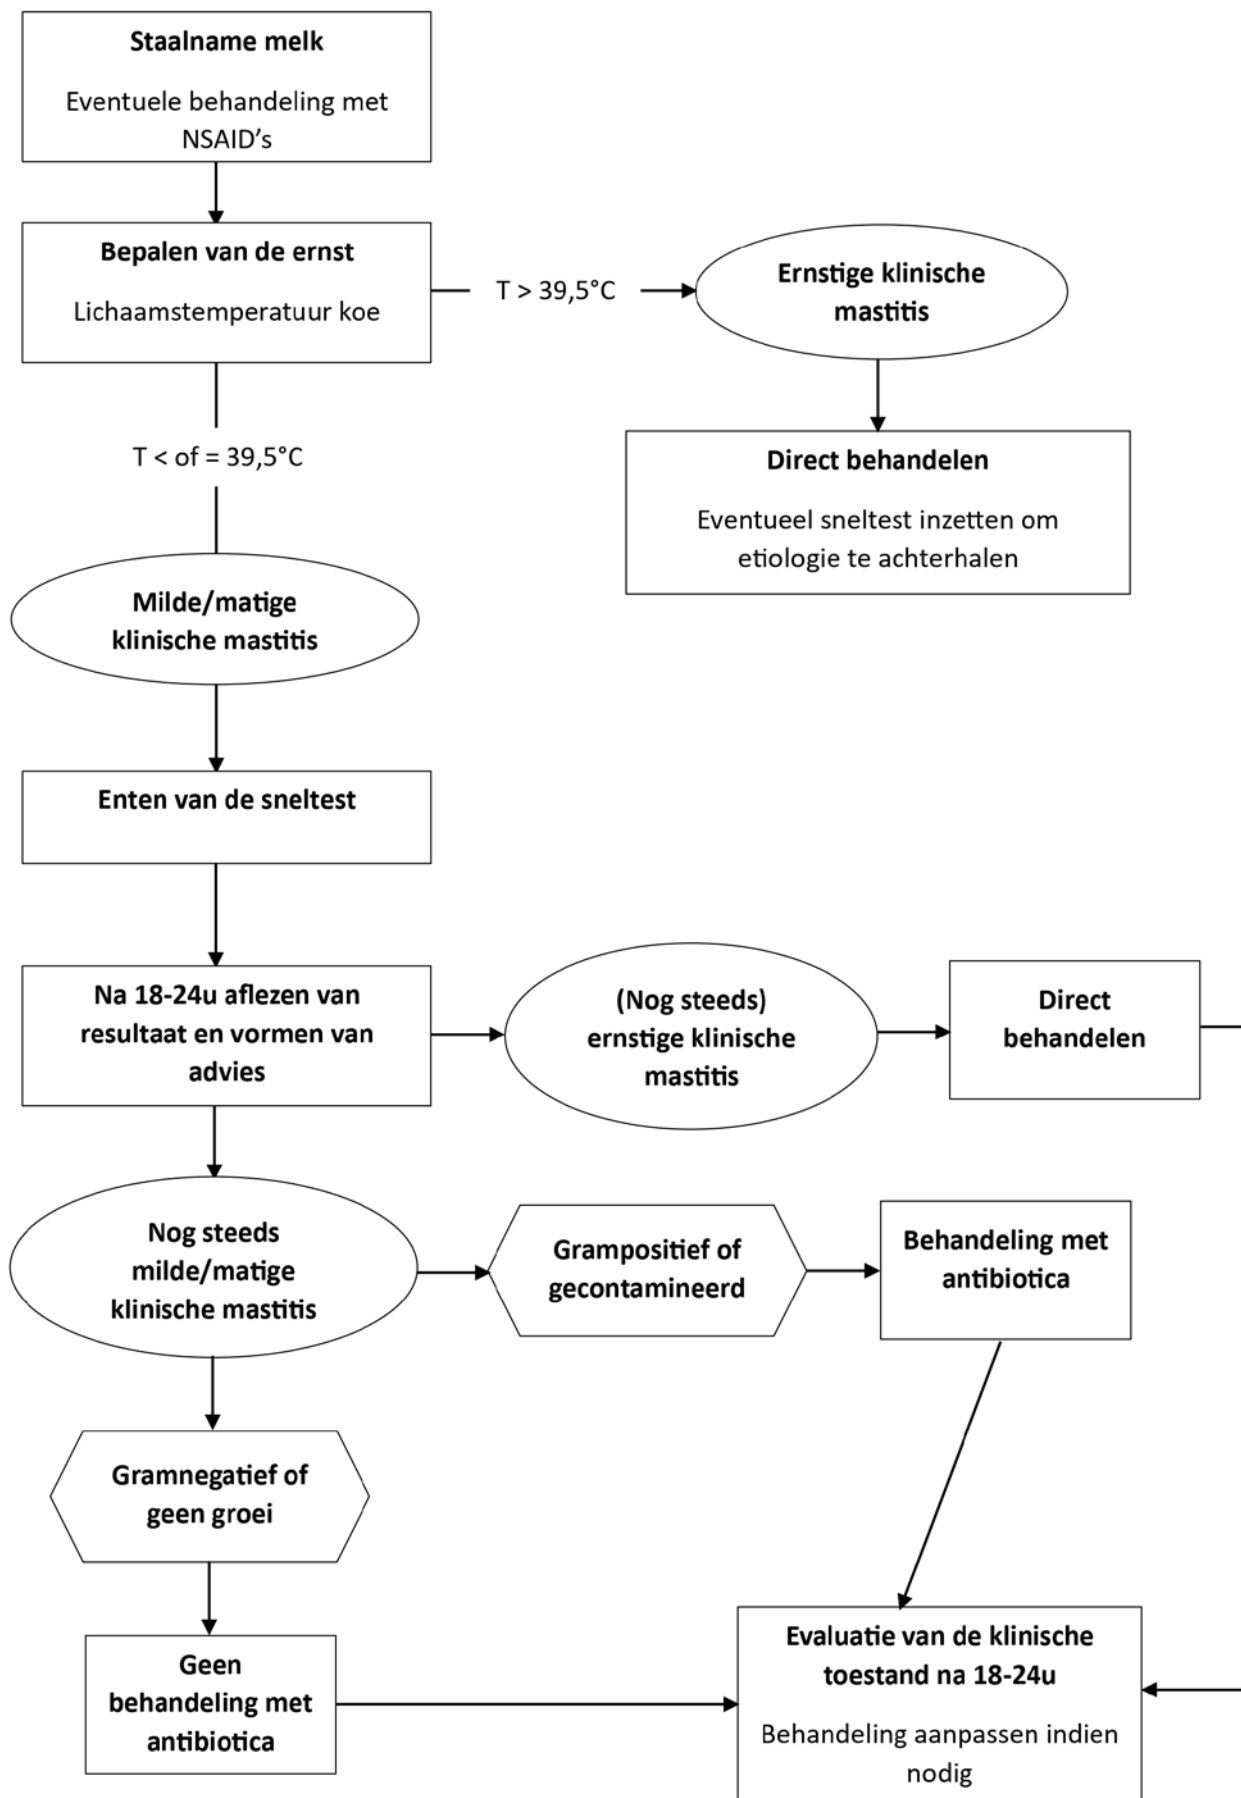 Staalname melk
Eventuele behandeling met
NSAID's
Bepalen van de ernst
Lichaamstemperatuur koe
T > 39,5°C
Ernstige klinische
mastitis
Direct behandelen
Eventueel sneltest inzetten om
etiologie te achterhalen
T < of = 39,5°C
Milde/matige
klinische mastitis
Enten van de sneltest
Na 18-24u aflezen van
resultaat en vormen van
advies
(Nog steeds)
ernstige klinische
mastitis
Direct
behandelen
Nog steeds
milde/matige
klinische mastitis
Grampositief of
gecontamineerd
Behandeling met
antibiotica
Gramnegatief of
geen groei
Geen
behandeling met
antibiotica
Evaluatie van de klinische
toestand na 18-24u
Behandeling aanpassen indien
nodig